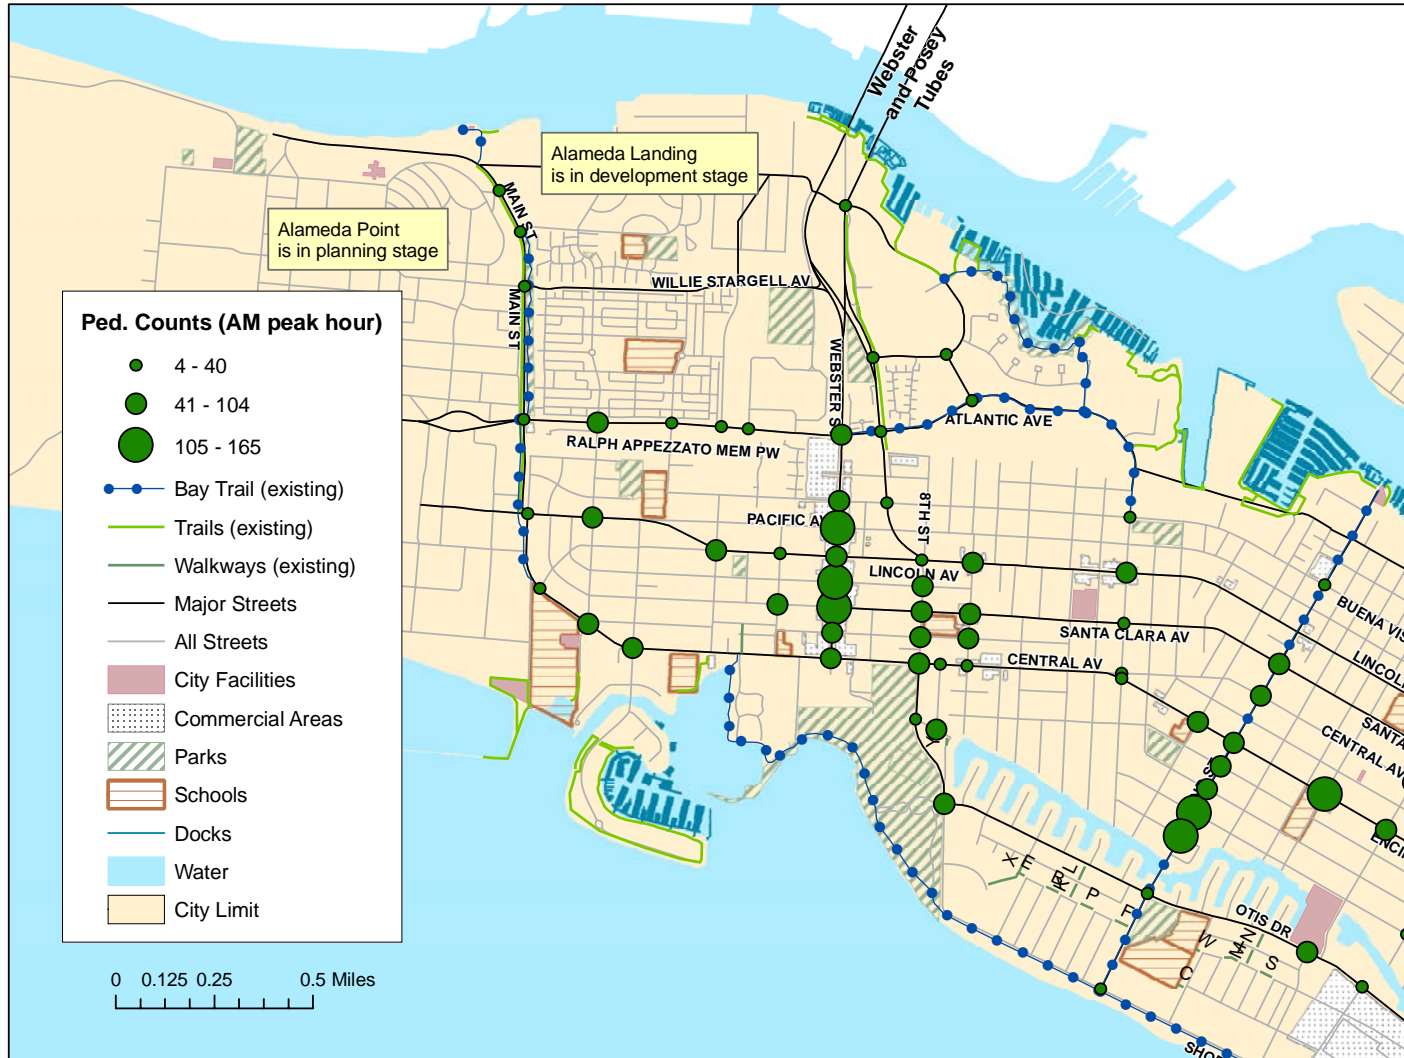 Webster
and Posey
Tubes
Alameda Landing
is in development stage
MAIN ST
Alameda Point
is in planning stage
WILLIE STARGELL AV
MAIN ST
Ped. Counts (AM peak hour)
4 - 40
41 - 104
105 - 165
Bay Trail (existing)
Trails (existing)
Walkways (existing)
Major Streets
All Streets
City Facilities
Commercial Areas
Parks
Schools
Docks
Water
City Limit
0 0.125 0.25 0.5 Miles
WEBSTER S
ATLANTIC AVE
RALPH APPEZZATO MEM PW
8TH ST
PACIFIC A
LINCOLN AV
BUENA VIS
SANTA CLARA AV
CENTRAL AV
LINCOL
SANTA
CENTRAL AV
ENCI
X
E
B
K
L
P
F
OTIS DR
W
M
N
S
C
SHO